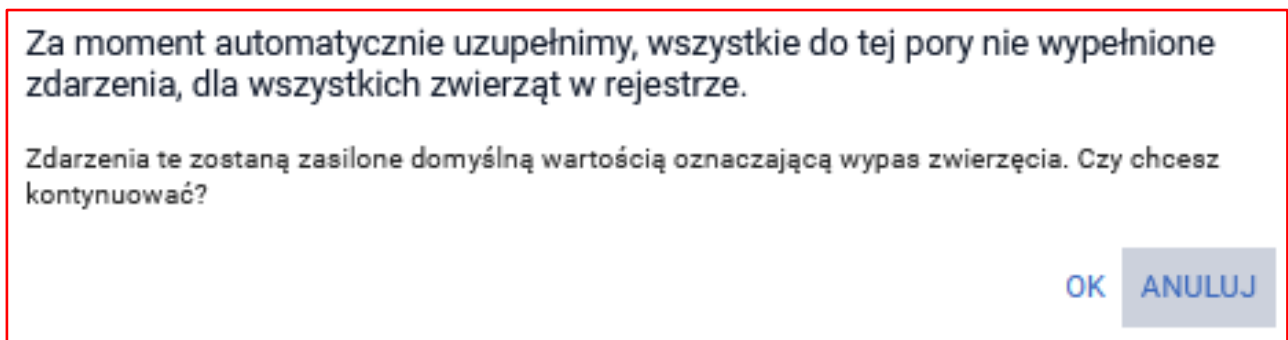 Za moment automatycznie uzupełnimy, wszystkie do tej pory nie wypełnione
zdarzenia, dla wszystkich zwierząt w rejestrze.
Zdarzenia te zostaną zasilone domyślną wartością oznaczającą wypas zwierzęcia. Czy chcesz
kontynuować?
OK ANULUJ